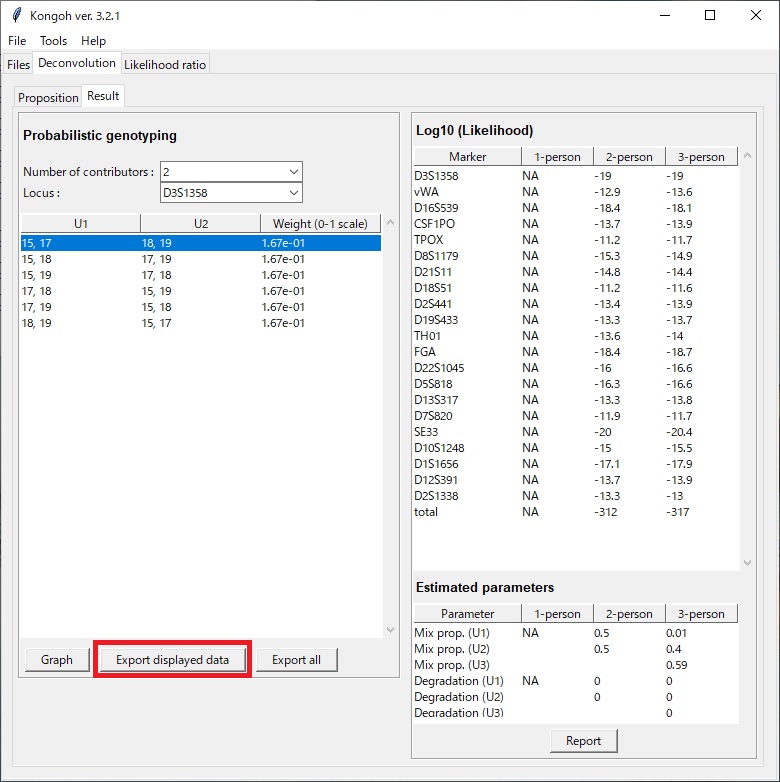 Kongoh ver. 3.2.1
File Tools Help
Files Deconvolution Likelihood ratio
Proposition Result
Probabilistic genotyping
Number of contributors : 2
Locus : D3S1358
U1 U2 Weight (0-1 scale)
15, 17 18, 19 1.67e-01
15, 18 17, 19 1.67e-01
15, 19 17, 18 1.67e-01
17, 18 15, 19 1.67e-01
17, 19 15, 18 1.67e-01
18, 19 15, 17 1.67e-01
Graph Export displayed data Export all
Log10 (Likelihood)
Marker 1-person 2-person 3-person
D3S1358 NA -19 -19
vWA NA -12.9 -13.6
D16S539 NA -18.4 -18.1
CSF1PO NA -13.7 -13.9
TPOX NA -11.2 -11.7
D8S1179 NA -15.3 -14.9
D21S11 NA -14.8 -14.4
D18S51 NA -11.2 -11.6
D2S441 NA -13.4 -13.9
D19S433 NA -13.3 -13.7
TH01 NA -13.6 -14
FGA NA -18.4 -18.7
D22S1045 NA -16 -16.6
D5S818 NA -16.3 -16.6
D13S317 NA -13.3 -13.8
D7S820 NA -11.9 -11.7
SE33 NA -20 -20.4
D10S1248 NA -15 -15.5
D1S1656 NA -17.1 -17.9
D12S391 NA -13.7 -13.9
D2S1338 NA -13.3 -13
total NA -312 -317
Estimated parameters
Parameter 1-person 2-person 3-person
Mix prop. (U1) NA 0.5 0.01
Mix prop. (U2) 0.5 0.4
Mix prop. (U3) 0.59
Degradation (U1) NA 0 0
Degradation (U2) 0 0
Degradation (U3) 0
Report